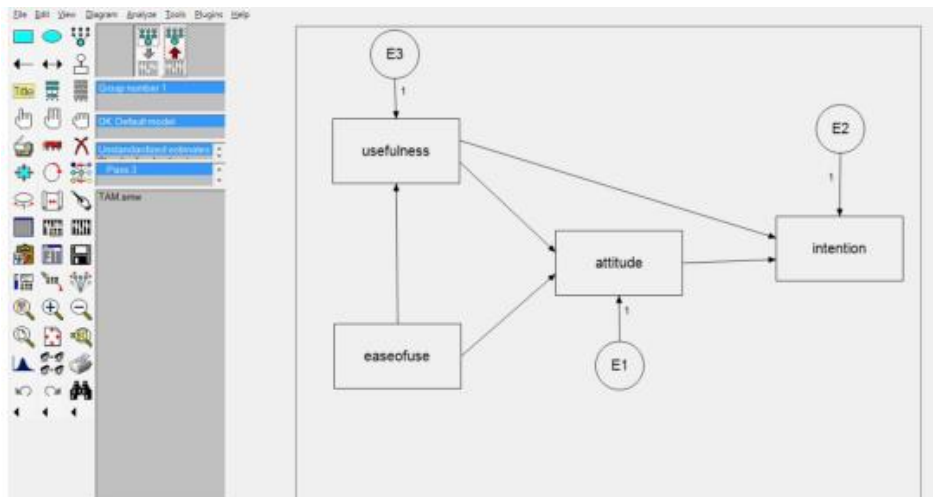 File Edit View Diagram Analyze Tools Plugins Help
Title
Group number 1
OK: Default model
Unstandardized estimates
Pass 3
TAM.amw
E3
1
usefulness
E2
1
intention
attitude
1
easeofuse
E1